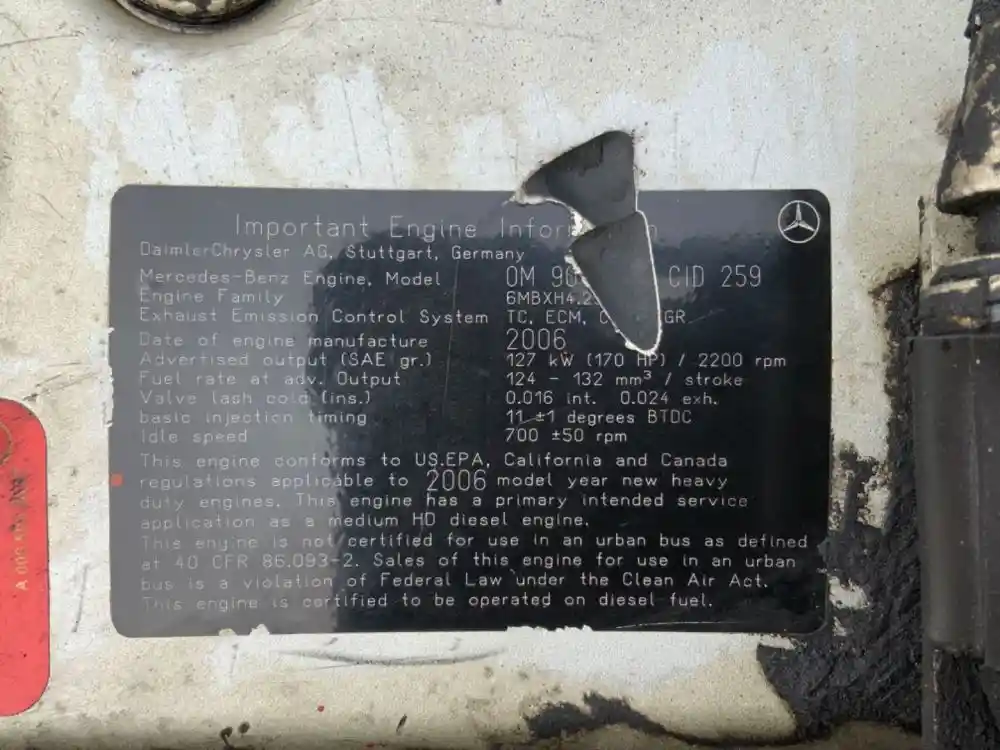 Important Engine
DaimlerChrysler AG, Stuttgart, Germany
Mercedes-Benz Engine, Model OM CID 259
Engine Family
Exhaust Emission Control System TC, ECM,
Date of engine manufacture 2006
Advertised output (SAE gr.) 127 kW (170 HP) / 2200 rpm
Fuel rate at adv. Output 124 - 132 mm³ / stroke
Valve lash cold (ins.) 0.016 int. 0.024 exh.
basic injection timing 11 ±1 degrees BTDC
Idle speed 700 ±50 rpm
This engine conforms to US.EPA, California and Canada
regulations applicable to 2006 model year new heavy
duty engines. This engine has a primary intended service
application as a medium HD diesel engine.
This engine is not certified for use in an urban bus as defined
at 40 CFR 86.093-2. Sales of this engine for use in an urban
bus is a violation of Federal Law under the Clean Air Act.
This engine is certified to be operated on diesel fuel.